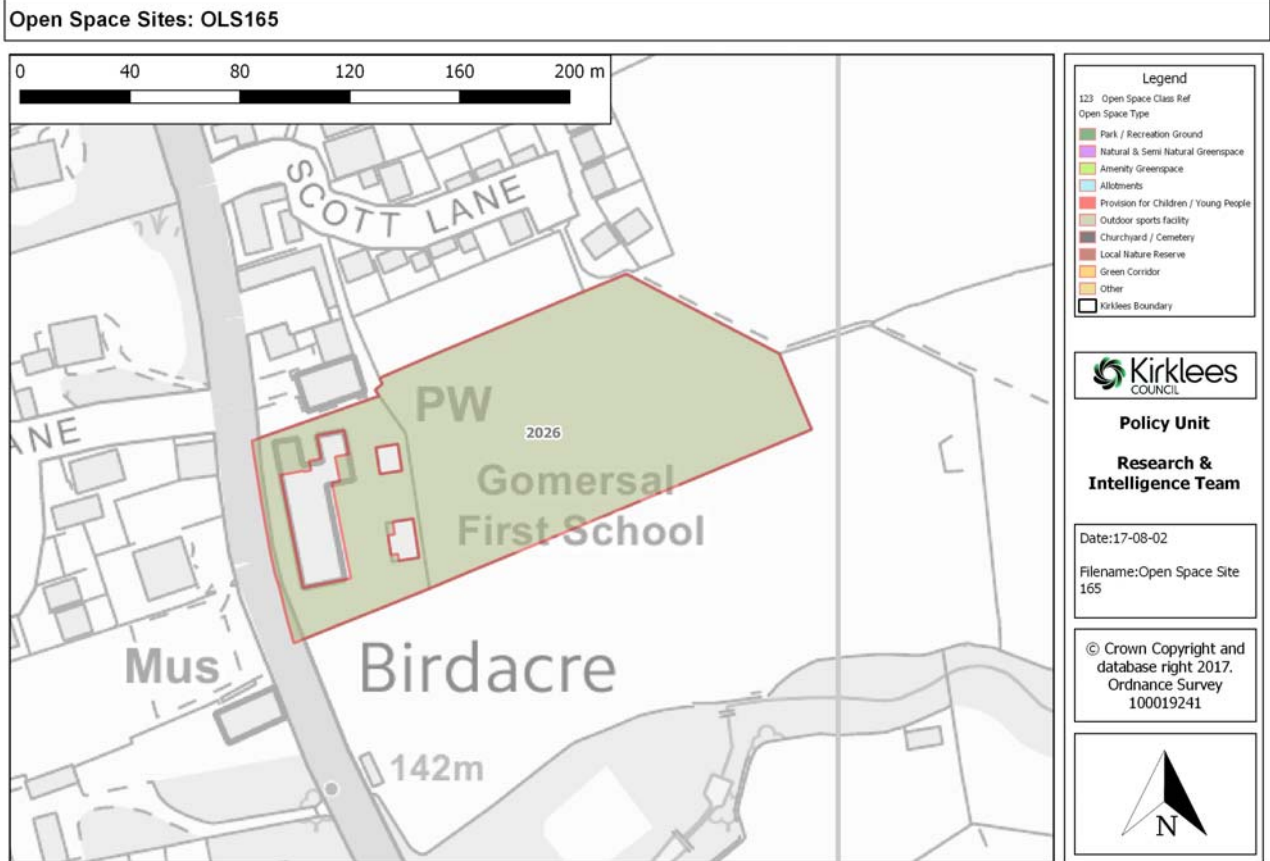 Open Space Sites: OLS165
0 40 80 120 160 200 m
SCOTT LANE
ANE
PW
2026
Gomersal
First School
Mus
Birdacre
142m
Legend
123 Open Space Class Ref
Open Space Type
Park / Recreation Ground
Natural & Semi Natural Greenspace
Amenity Greenspace
Allotments
Provision for Children / Young People
Outdoor sports facility
Churchyard / Cemetery
Local Nature Reserve
Green Corridor
Other
Kirklees Boundary
Kirklees
COUNCIL
Policy Unit
Research &
Intelligence Team
Date:17-08-02
Filename:Open Space Site
165
© Crown Copyright and
database right 2017.
Ordnance Survey
100019241
N